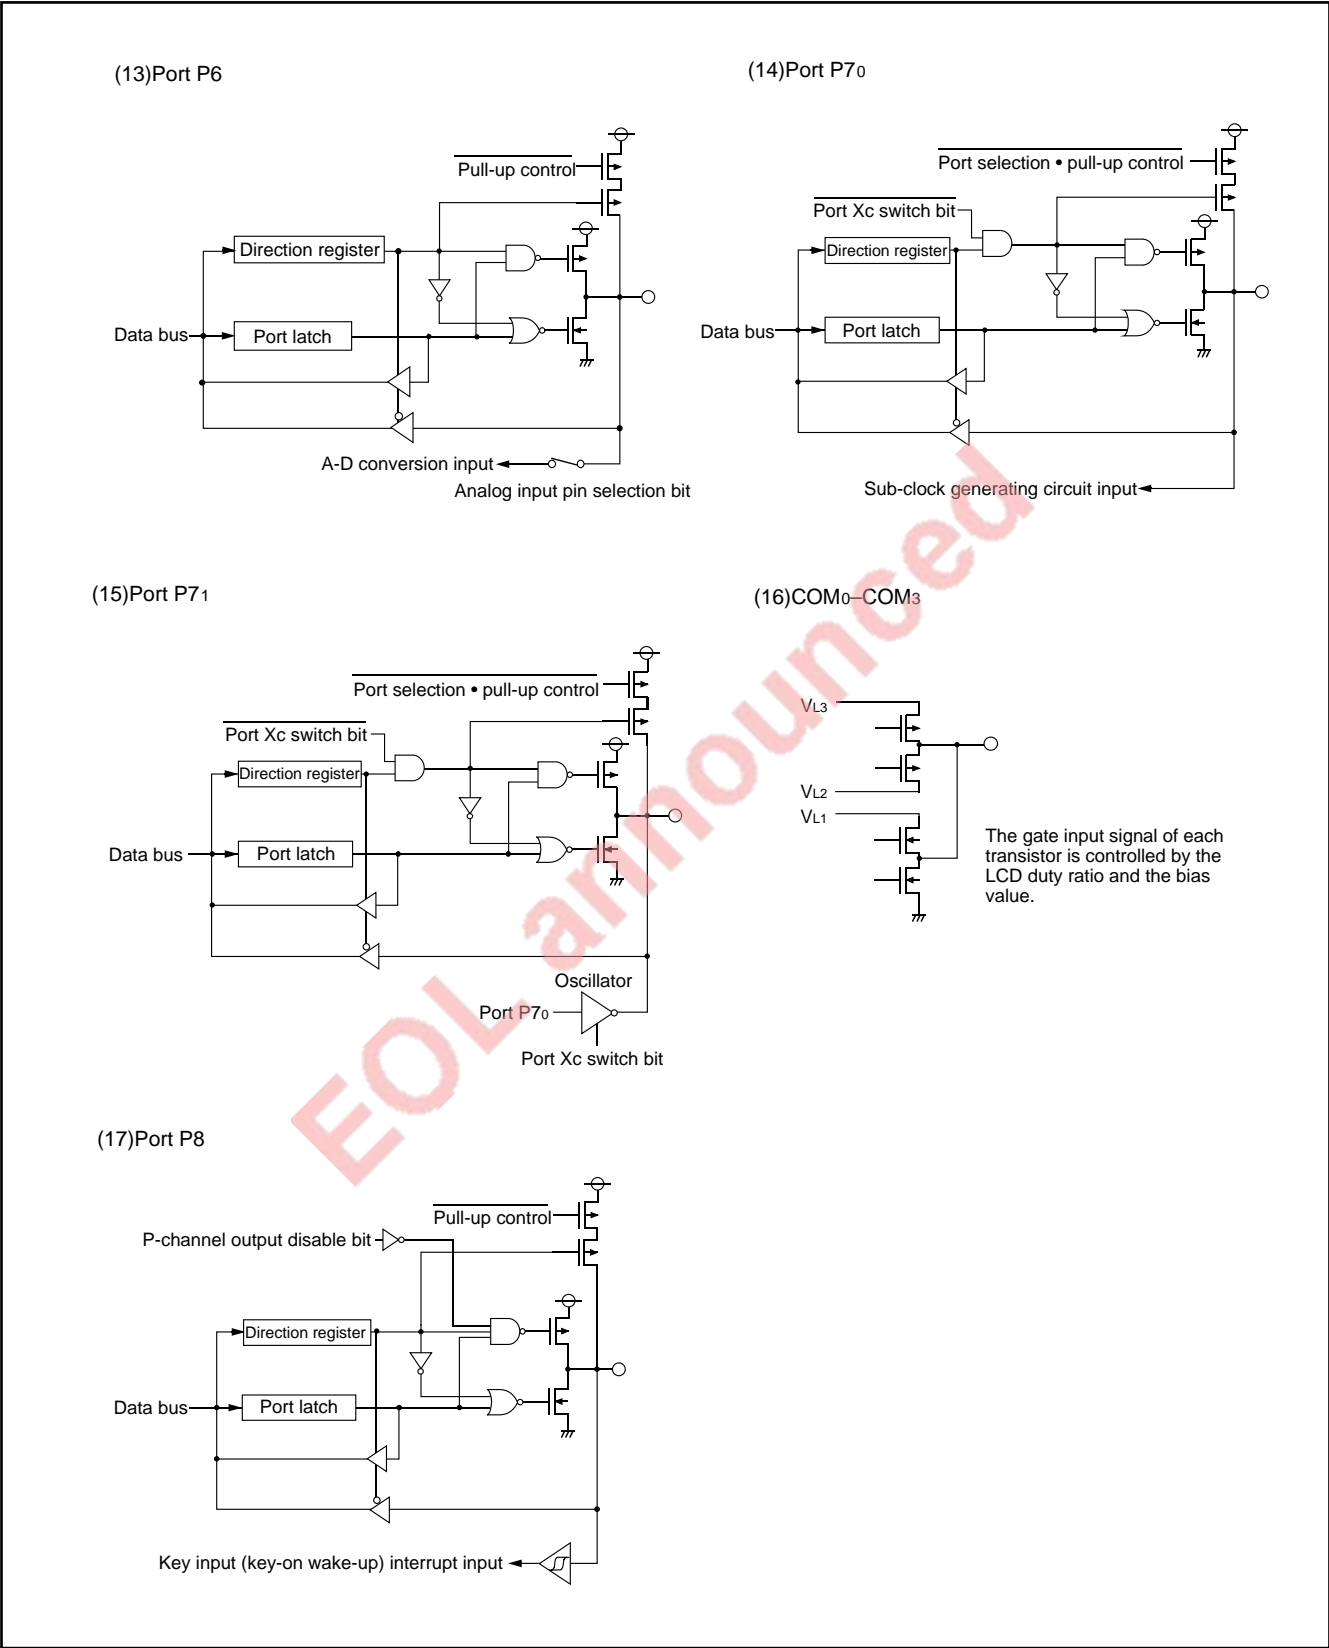 (13)Port P6
Pull-up control
Direction register
Data bus
Port latch
A-D conversion input
Analog input pin selection bit
(14)Port P70
Port selection • pull-up control
Port Xc switch bit
Direction register
Data bus
Port latch
Sub-clock generating circuit input
(15)Port P71
Port selection • pull-up control
Port Xc switch bit
Direction register
Data bus
Port latch
Oscillator
Port P70
Port Xc switch bit
(16)COM0–COM3
VL3
VL2
VL1
The gate input signal of each
transistor is controlled by the
LCD duty ratio and the bias
value.
(17)Port P8
Pull-up control
P-channel output disable bit
Direction register
Data bus
Port latch
Key input (key-on wake-up) interrupt input
EOL announced